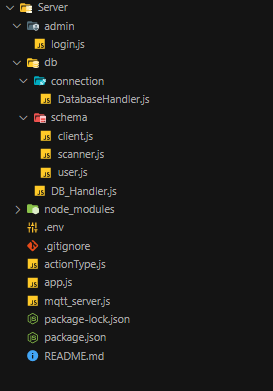 Server
admin
login.js
db
connection
DatabaseHandler.js
schema
client.js
scanner.js
user.js
DB_Handler.js
node_modules
.env
.gitignore
actionType.js
app.js
mqtt_server.js
package-lock.json
package.json
README.md